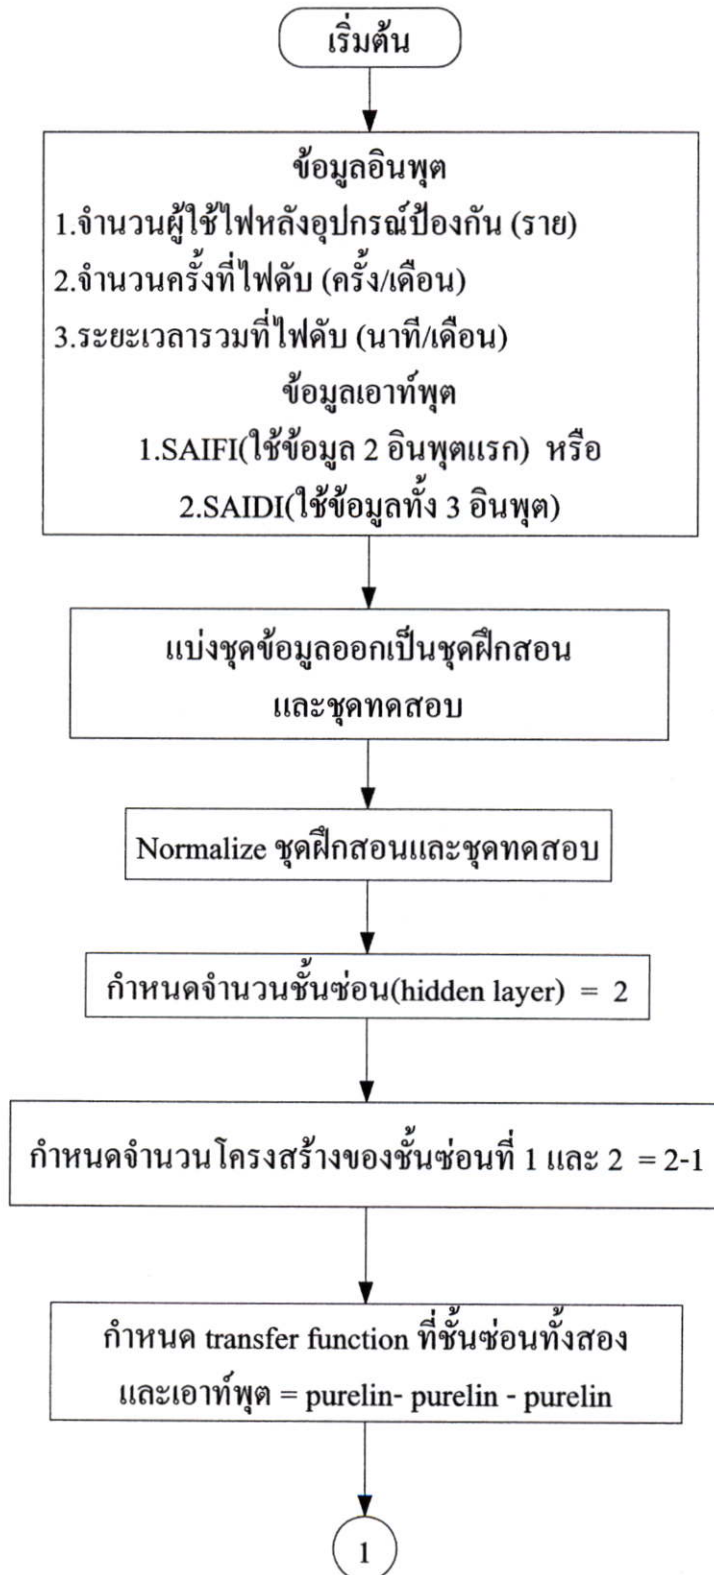 เริ่มต้น
ข้อมูลอินพุต
1.จำนวนผู้ใช้ไฟหลังอุปกรณ์ป้องกัน (ราย)
2.จำนวนครั้งที่ไฟดับ (ครั้ง/เดือน)
3.ระยะเวลารวมที่ไฟดับ (นาที/เดือน)
ข้อมูลเอาท์พุต
1.SAIFI(ใช้ข้อมูล 2 อินพุตแรก) หรือ
2.SAIDI(ใช้ข้อมูลทั้ง 3 อินพุต)
แบ่งชุดข้อมูลออกเป็นชุดฝึกสอน
และชุดทดสอบ
Normalize ชุดฝึกสอนและชุดทดสอบ
กำหนดจำนวนชั้นซ่อน(hidden layer) = 2
กำหนดจำนวนโครงสร้างของชั้นซ่อนที่ 1 และ 2 = 2-1
กำหนด transfer function ที่ชั้นซ่อนทั้งสอง
และเอาท์พุต = purelin- purelin - purelin
1